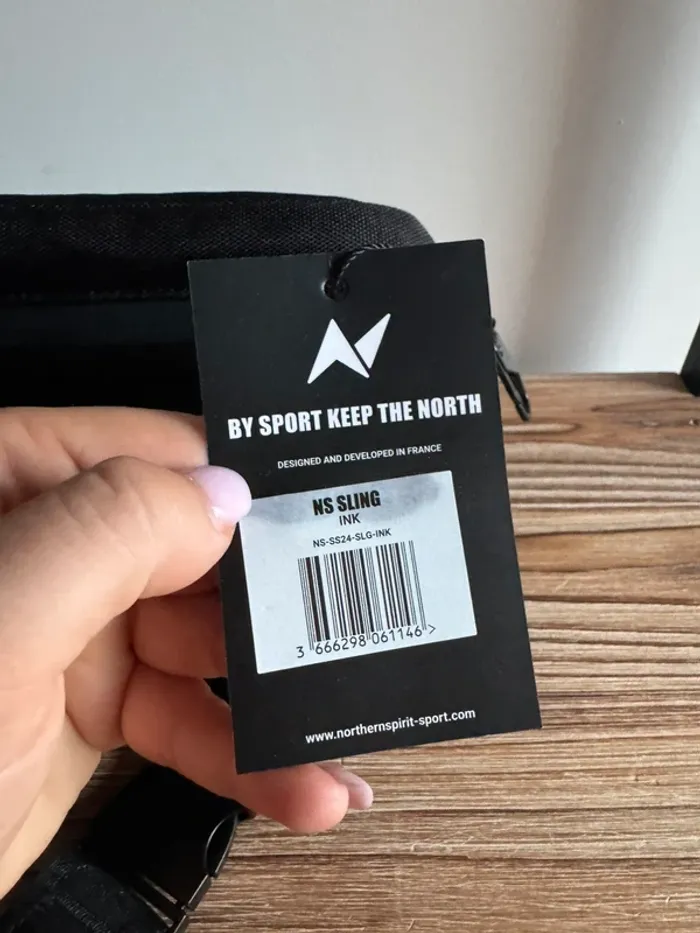 BY SPORT KEEP THE NORTH
DESIGNED AND DEVELOPED IN FRANCE
NS SLING
INK
NS-SS24-SLG-INK
3 666298 061146 >
www.northernspirit-sport.com